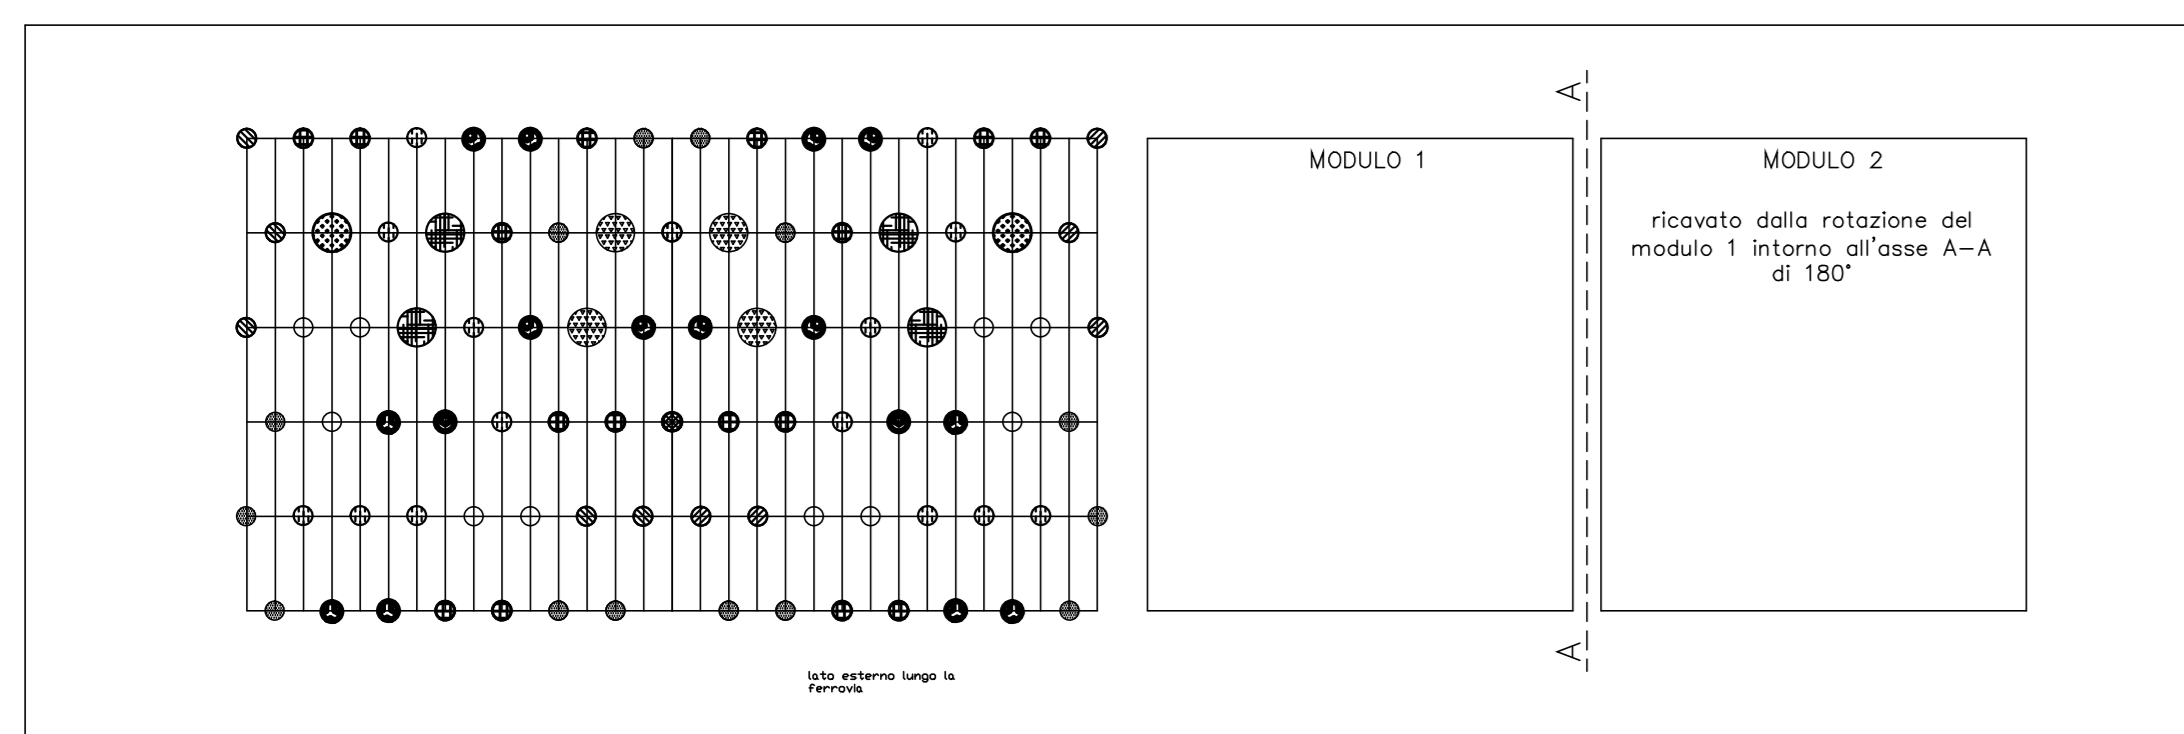 A
MODULO 1
MODULO 2
ricavato dalla rotazione del
modulo 1 intorno all'asse A-A
di 180°
A
lato esterno lungo la
ferrovia